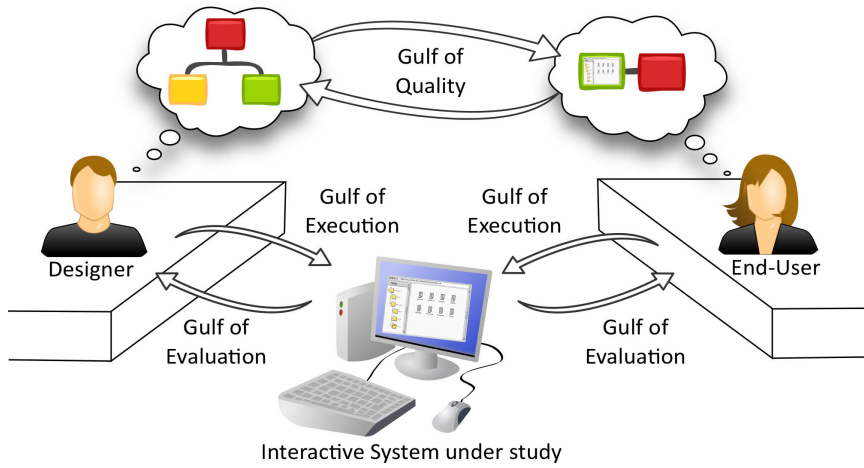 Gulf of
Quality
Gulf of
Execution
Gulf of
Execution
Designer
End-User
Gulf of
Evaluation
Gulf of
Evaluation
Interactive System under study